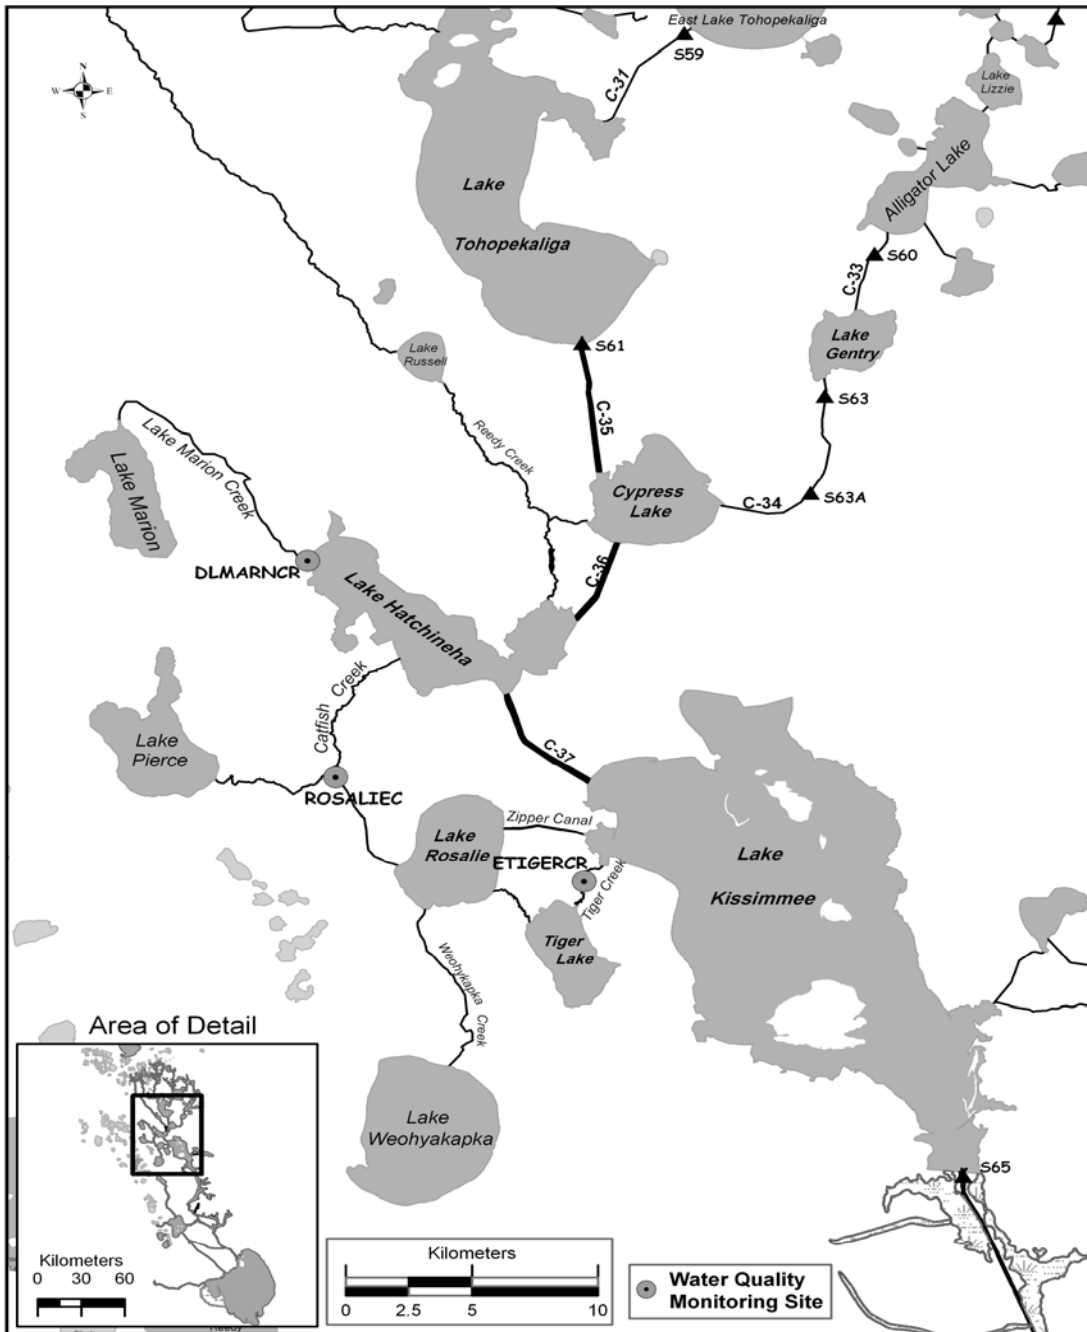 East Lake Tohopekaliga
S59
C-31
N
W E
S
Lake
Lizzie
Alligator Lake
Lake
Tohopekaliga
S60
C-33
Lake
Gentry
S61
Lake
Russell
S63
C-35
Reedy Creek
Lake Marion Creek
Lake Marion
Cypress
Lake
C-34
S63A
DLMARNCR
C-36
Lake Hatchineha
Catfish Creek
Lake
Pierce
C-37
ROSALIEC
Zipper Canal
Lake
Rosalie
ETIGERCR
Tiger Creek
Lake
Kissimmee
Tiger
Lake
Weohykapka Creek
Area of Detail
Lake
Weohyakapka
S65
Kilometers
0 30 60
Kilometers
0 2.5 5 10
Water Quality
Monitoring Site